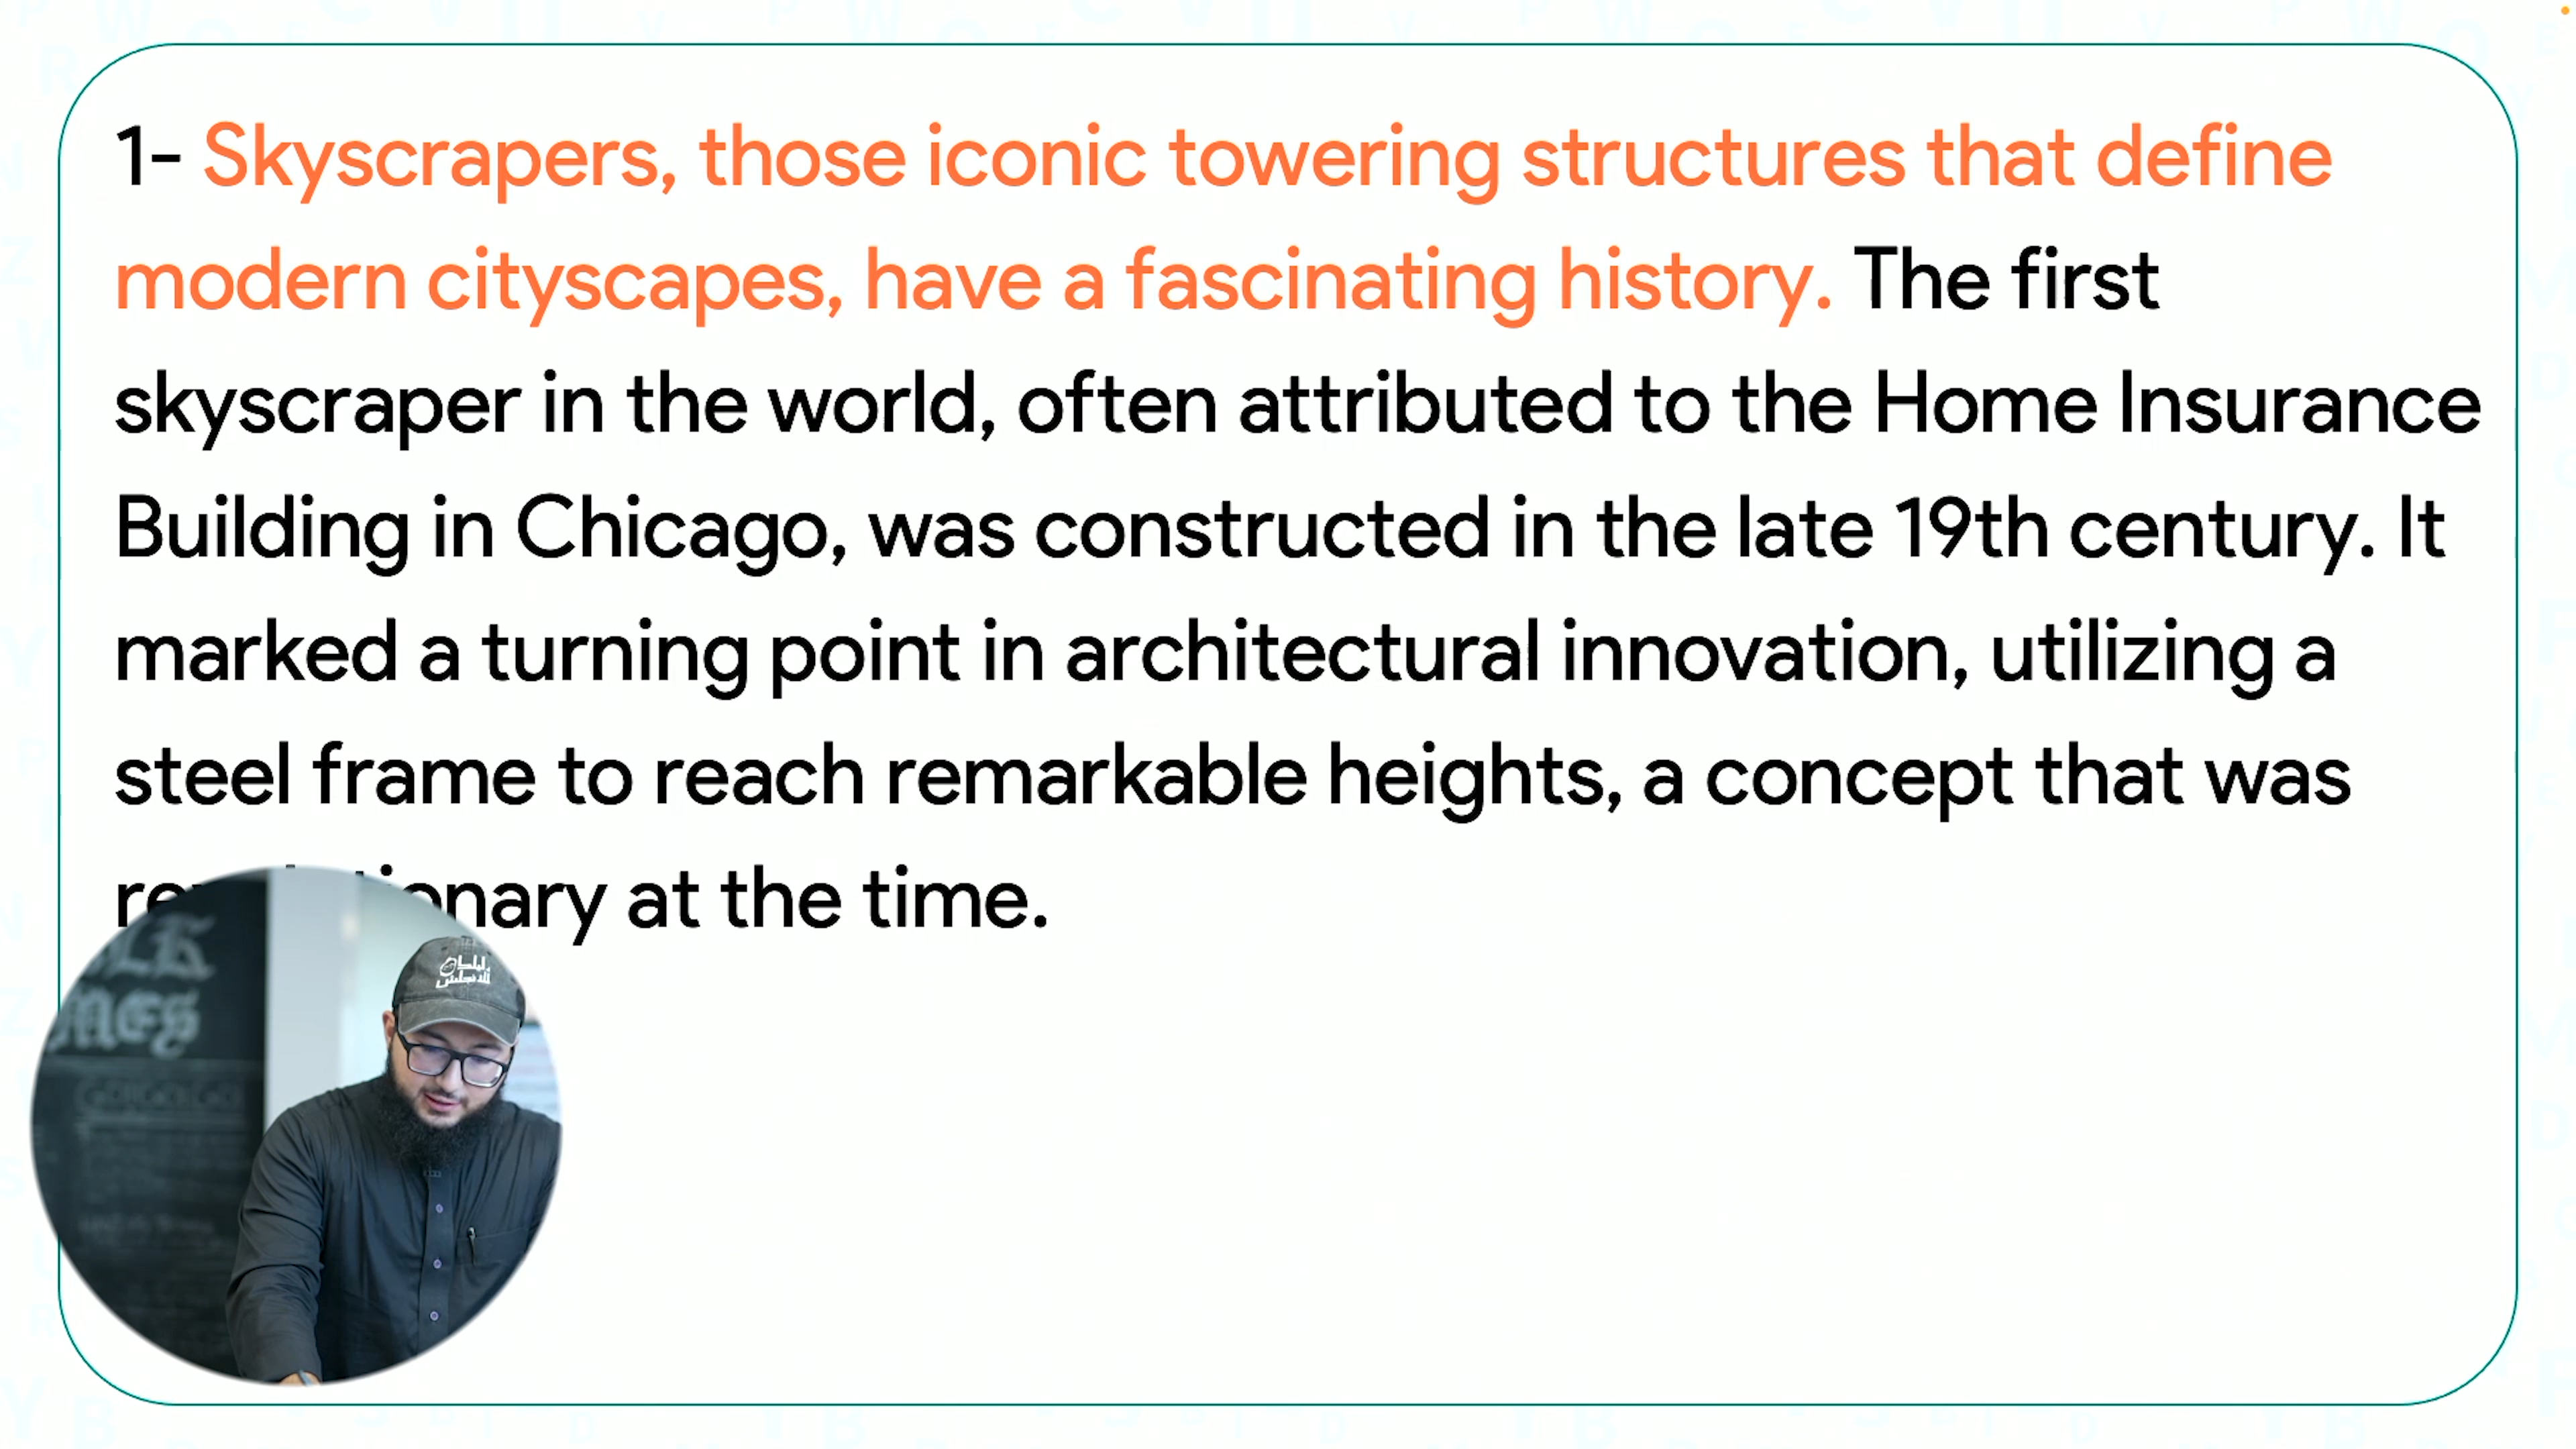 1- Skyscrapers, those iconic towering structures that define
modern cityscapes, have a fascinating history. The first
skyscraper in the world, often attributed to the Home Insurance
Building in Chicago, was constructed in the late 19th century. It
marked a turning point in architectural innovation, utilizing a
steel frame to reach remarkable heights, a concept that was
revolutionary at the time.